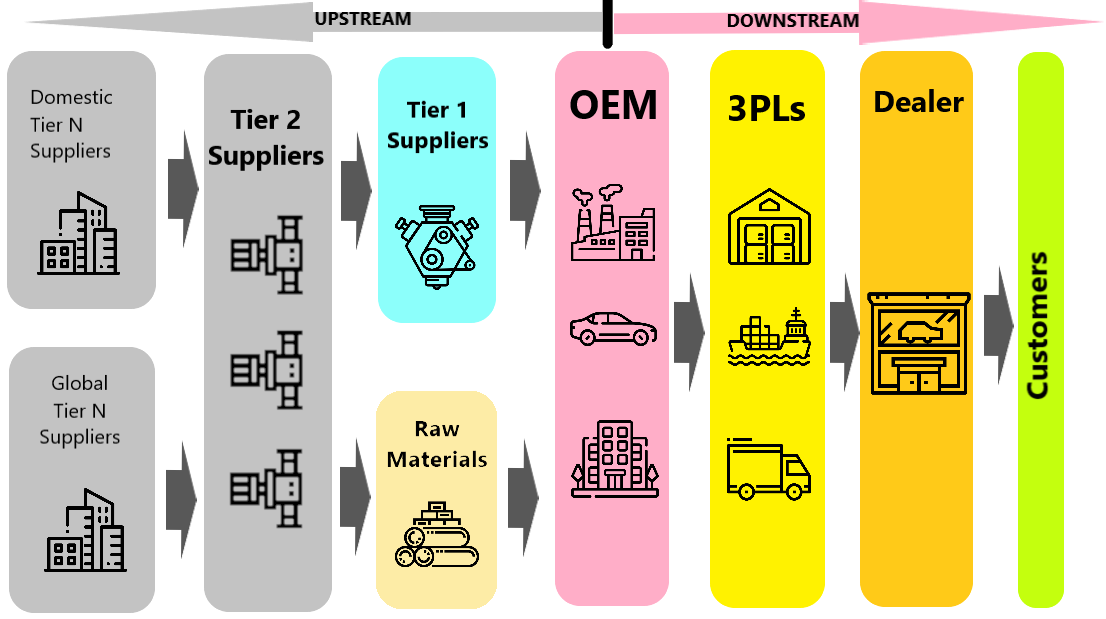 UPSTREAM
DOWNSTREAM
Domestic
Tier N
Suppliers
Global
Tier N
Suppliers
Tier 2
Suppliers
Tier 1
Suppliers
Raw
Materials
OEM
3PLs
Dealer
Customers